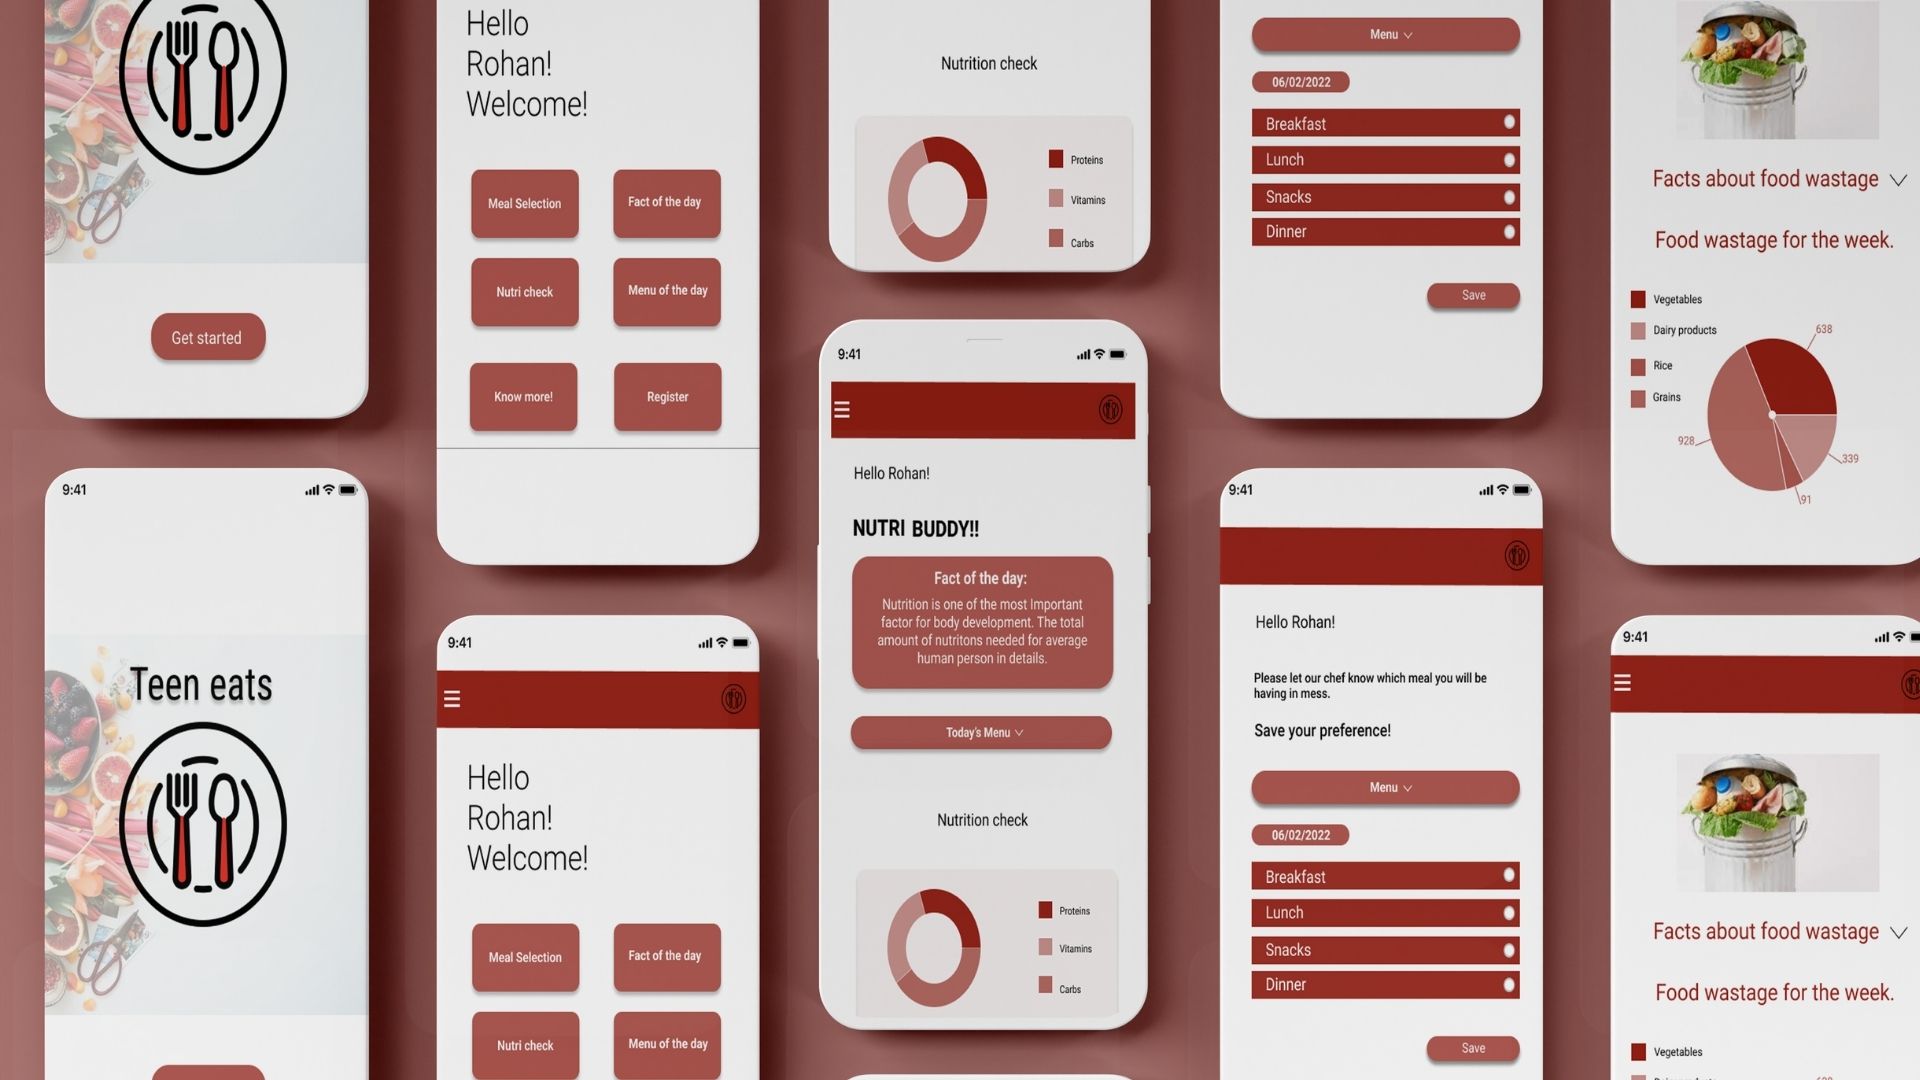 Get started
9:41
Teen eats
Hello
Rohan!
Welcome!
Meal Selection
Fact of the day
Nutri check
Menu of the day
Know more!
Register
9:41
Hello
Rohan!
Welcome!
Meal Selection
Fact of the day
Nutri check
Menu of the day
Nutrition check
Proteins
Vitamins
Carbs
9:41
Hello Rohan!
NUTRI BUDDY!!
Fact of the day:
Nutrition is one of the most Important
factor for body development. The total
amount of nutritons needed for average
human person in details.
Today's Menu
Nutrition check
Proteins
Vitamins
Carbs
Menu
06/02/2022
Breakfast
Lunch
Snacks
Dinner
Save
9:41
Hello Rohan!
Please let our chef know which meal you will be
having in mess.
Save your preference!
Menu
06/02/2022
Breakfast
Lunch
Snacks
Dinner
Save
Facts about food wastage
Food wastage for the week.
Vegetables
Dairy products
Rice
Grains
638
928
339
91
9:41
Facts about food wastage
Food wastage for the week.
Vegetables